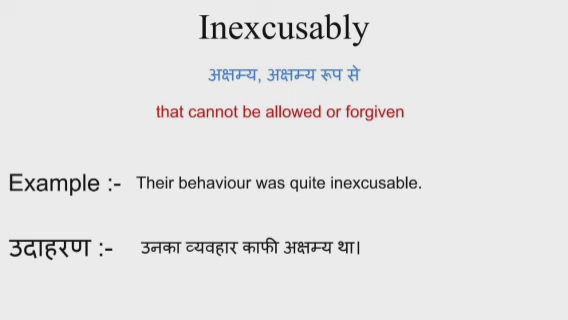 Inexcusably
अक्षम्य, अक्षम्य रूप से
that cannot be allowed or forgiven
Example :- Their behaviour was quite inexcusable.
उदाहरण :- उनका व्यवहार काफी अक्षम्य था।